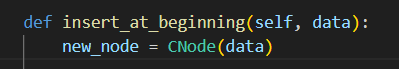 def insert_at_beginning(self, data):
    new_node = CNode(data)